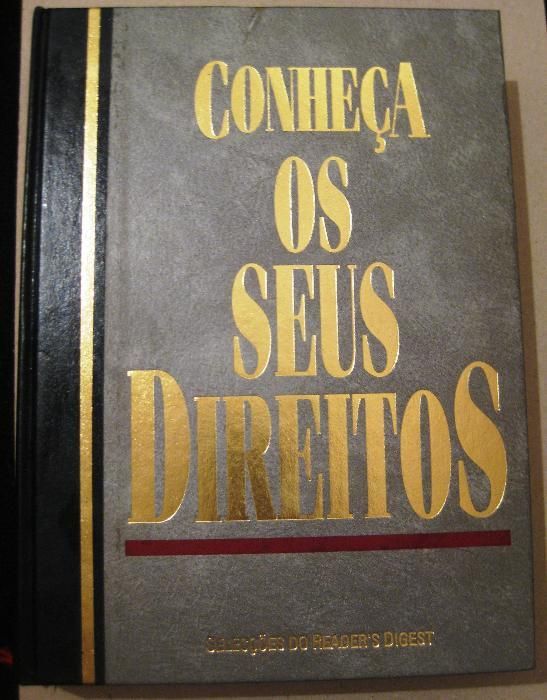 CONHEÇA
OS
SEUS
DIREITOS
SELECÇÕES DO READER'S DIGEST